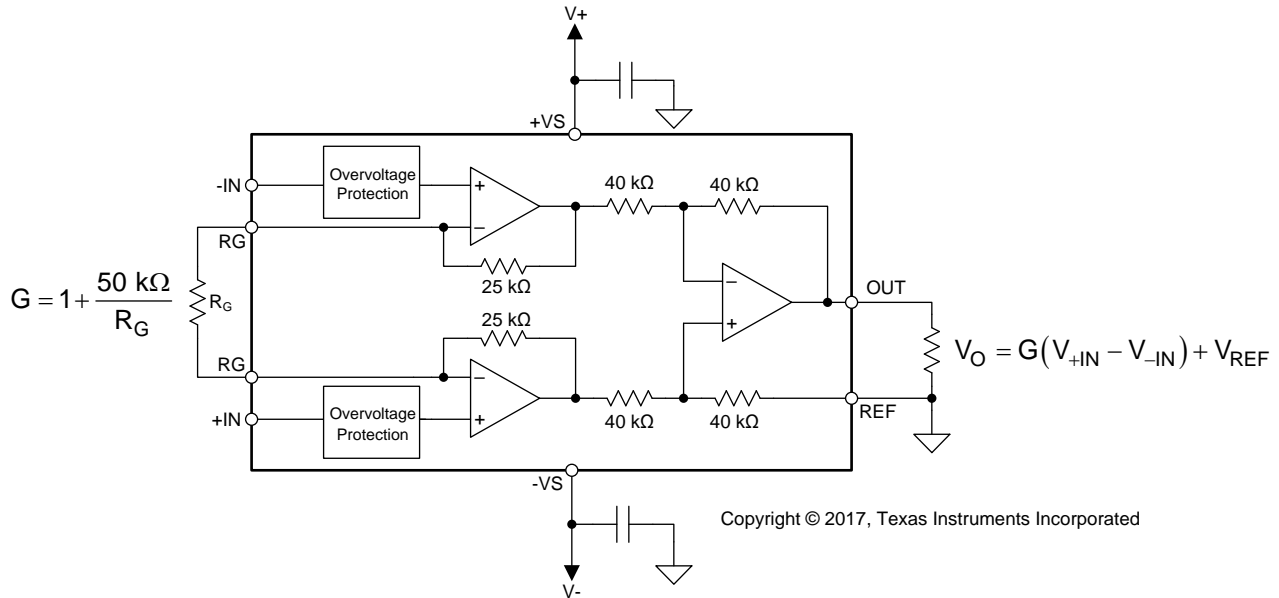 V+
+VS
-IN
Overvoltage
Protection
40 kΩ
40 kΩ
RG
25 kΩ
G = 1 + 50 kΩ / R_G
R_G
OUT
25 kΩ
V_O = G(V_+IN − V_−IN) + V_REF
RG
+IN
Overvoltage
Protection
40 kΩ
40 kΩ
REF
-VS
Copyright © 2017, Texas Instruments Incorporated
V-
+
−
−
+
−
+